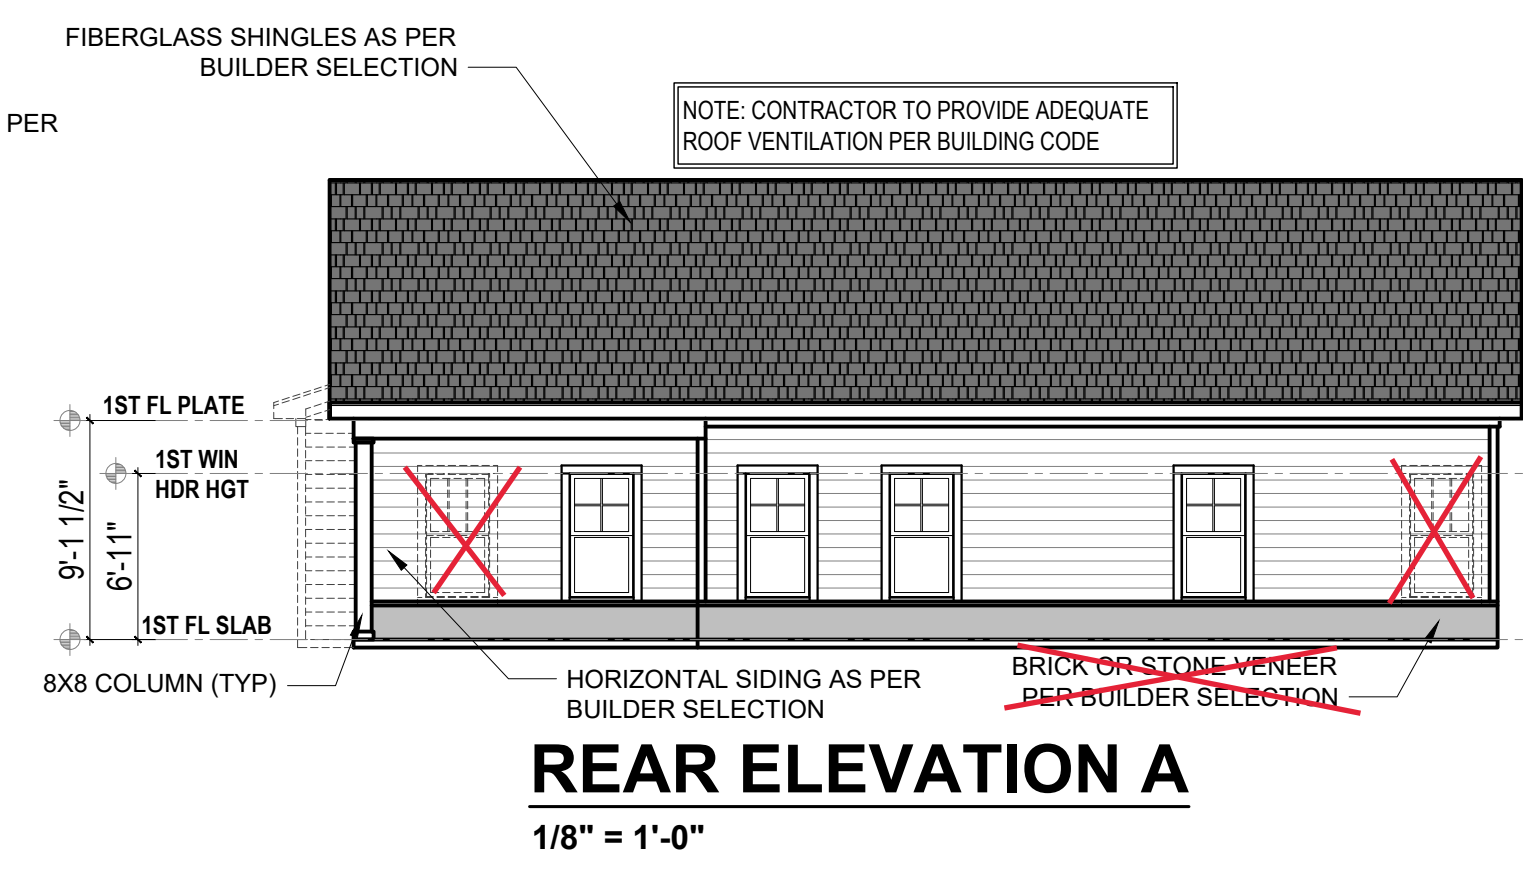 FIBERGLASS SHINGLES AS PER
BUILDER SELECTION
PER
NOTE: CONTRACTOR TO PROVIDE ADEQUATE
ROOF VENTILATION PER BUILDING CODE
1ST FL PLATE
1ST WIN
HDR HGT
9'-1 1/2"
6'-11"
1ST FL SLAB
8X8 COLUMN (TYP)
HORIZONTAL SIDING AS PER
BUILDER SELECTION
BRICK OR STONE VENEER
PER BUILDER SELECTION
REAR ELEVATION A
1/8" = 1'-0"